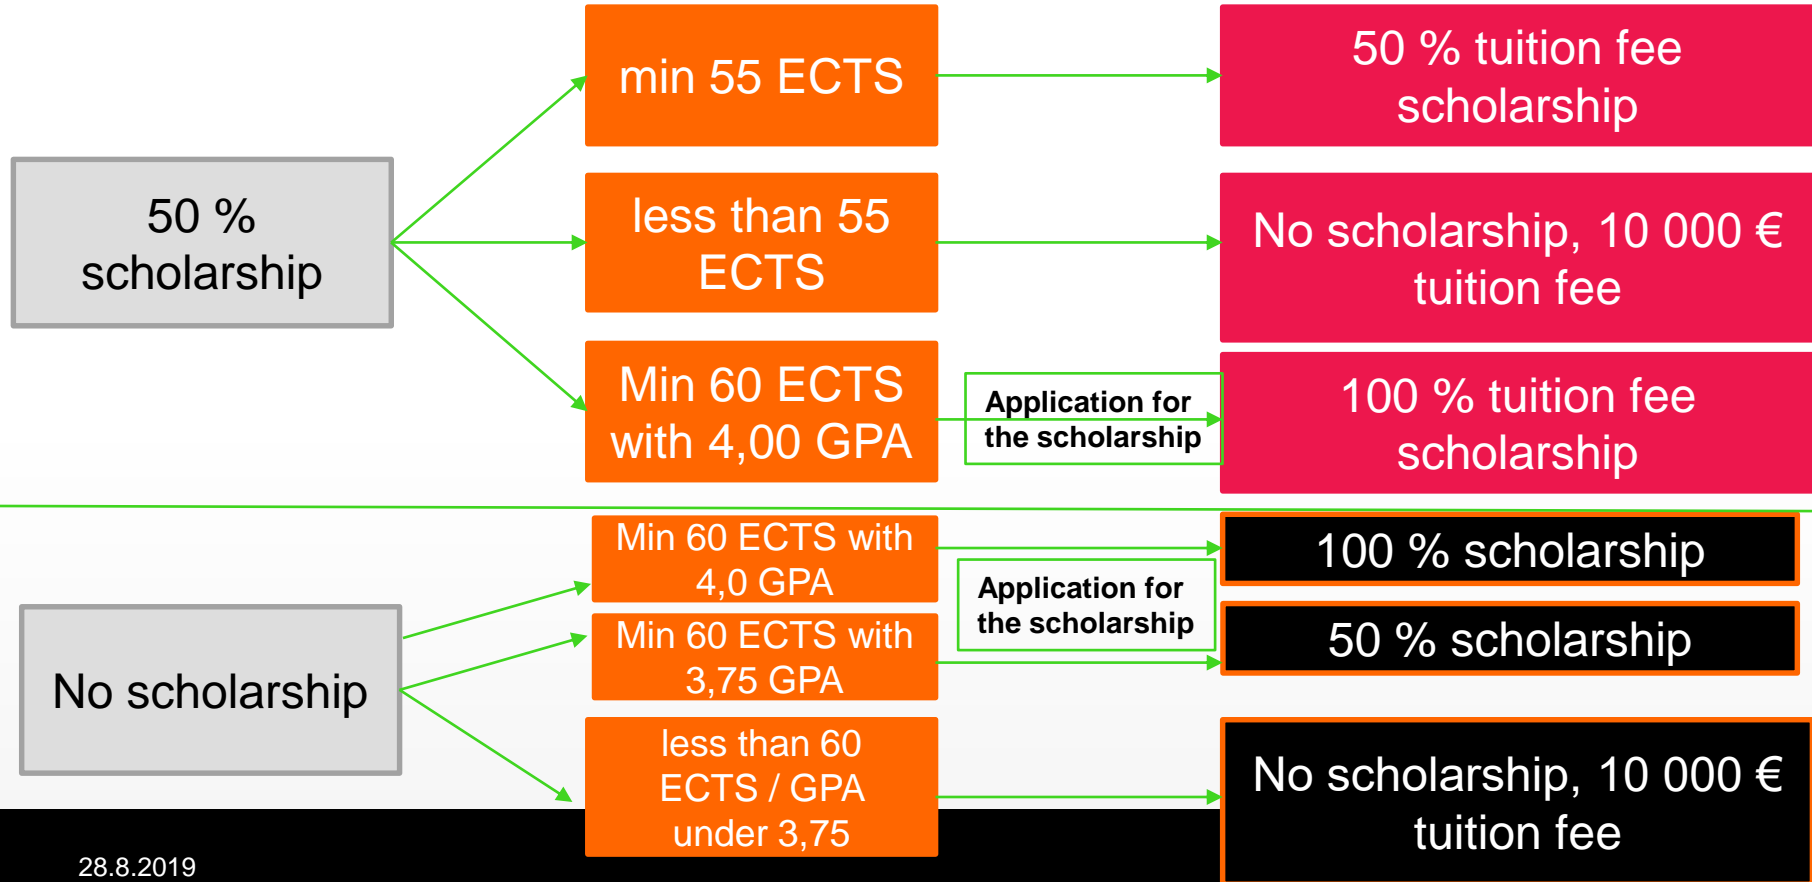 50 %
scholarship
min 55 ECTS
50 % tuition fee
scholarship
less than 55
ECTS
No scholarship, 10 000 €
tuition fee
Min 60 ECTS
with 4,00 GPA
Application for
the scholarship
100 % tuition fee
scholarship
No scholarship
Min 60 ECTS with
4,0 GPA
Application for
the scholarship
100 % scholarship
Min 60 ECTS with
3,75 GPA
50 % scholarship
less than 60
ECTS / GPA
under 3,75
No scholarship, 10 000 €
tuition fee
28.8.2019